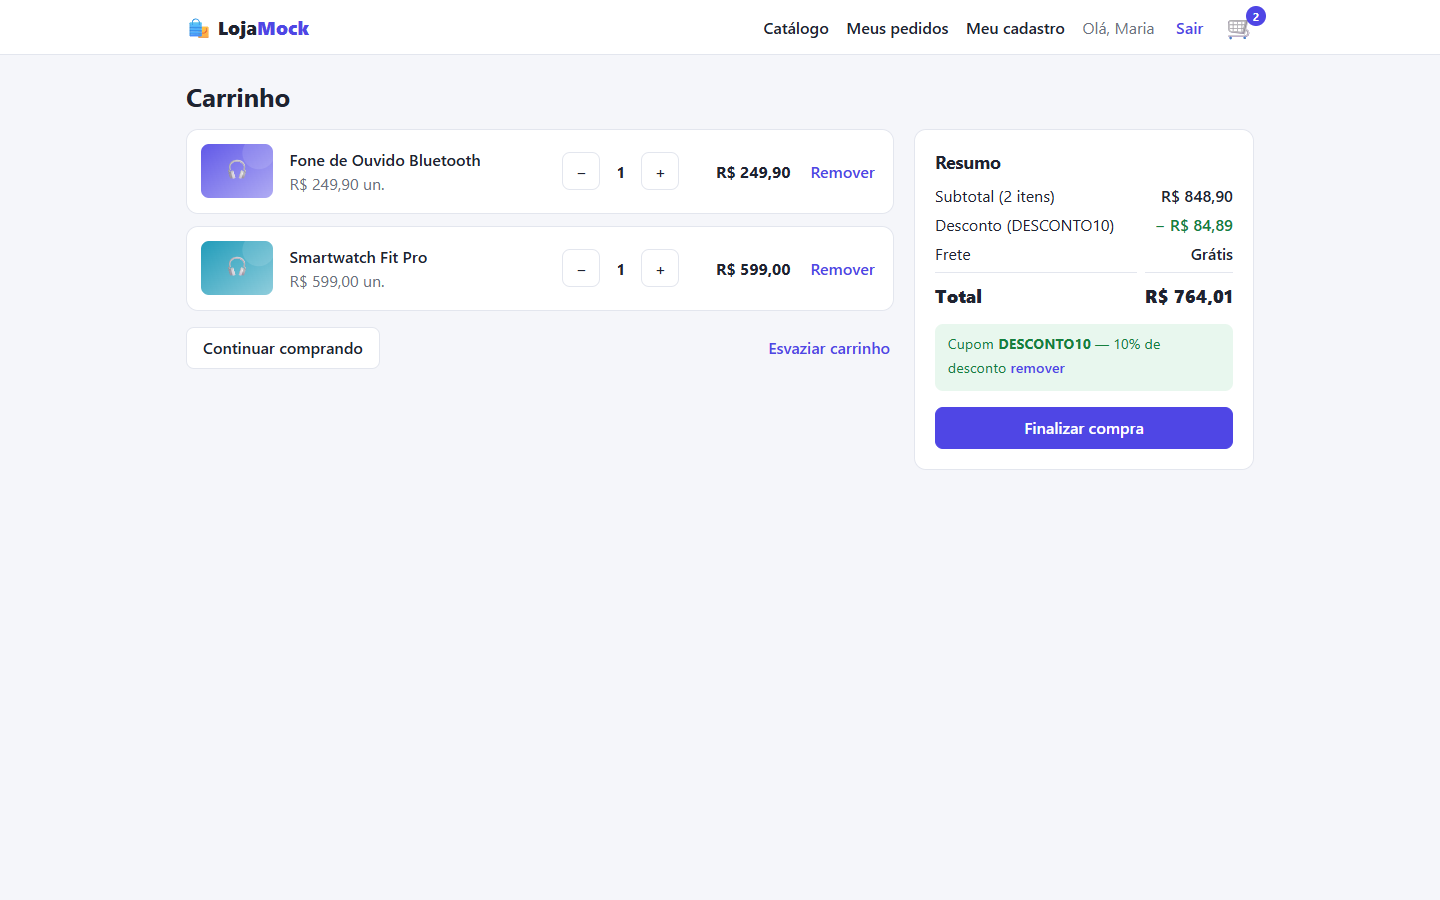 LojaMock
Catálogo
Meus pedidos
Meu cadastro
Olá, Maria
Sair
2
Carrinho
Fone de Ouvido Bluetooth
R$ 249,90 un.
−
1
+
R$ 249,90
Remover
Smartwatch Fit Pro
R$ 599,00 un.
−
1
+
R$ 599,00
Remover
Continuar comprando
Esvaziar carrinho
Resumo
Subtotal (2 itens) R$ 848,90
Desconto (DESCONTO10) − R$ 84,89
Frete Grátis
Total R$ 764,01
Cupom DESCONTO10 — 10% de
desconto remover
Finalizar compra